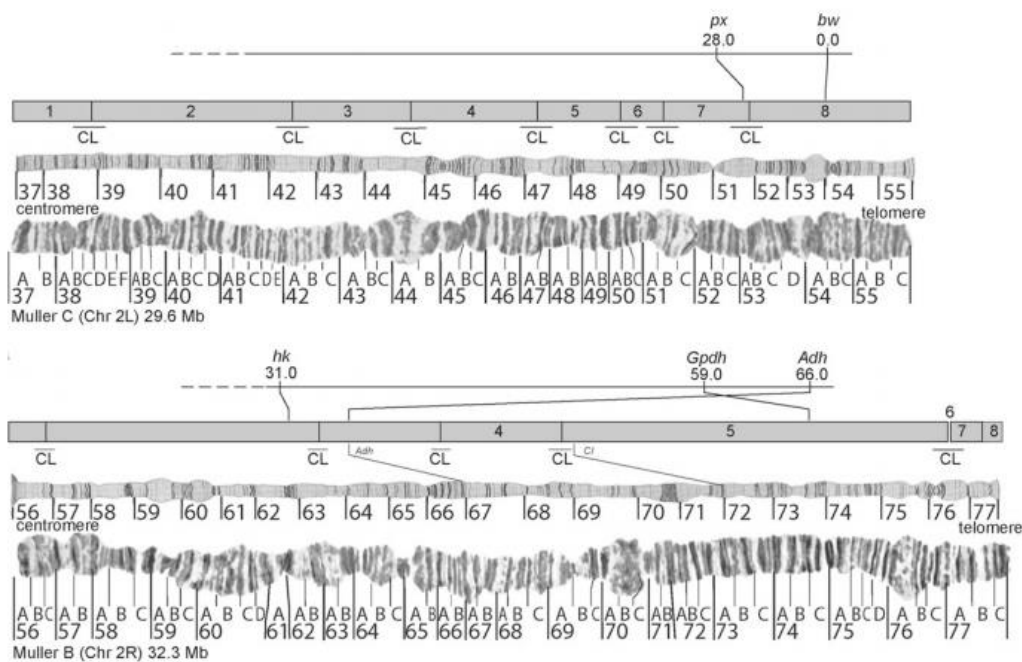 px bw
28.0 0.0
1 2 3 4 5 6 7 8
CL CL CL CL CL CL CL
37 38 39 40 41 42 43 44 45 46 47 48 49 50 51 52 53 54 55
centromere telomere
A B A B C D E F A B C A B C D A B C D E A B C A B C A B A B C A B A B A B A B A B C A B C A B C A B C D A B C A B C
37 38 39 40 41 42 43 44 45 46 47 48 49 50 51 52 53 54 55
Muller C (Chr 2L) 29.6 Mb
hk Gpdh Adh
31.0 59.0 66.0
6
4 5 7 8
CL CL Adh CL CL Cl CL
56 57 58 59 60 61 62 63 64 65 66 67 68 69 70 71 72 73 74 75 76 77
centromere telomere
A B C A B A B C A B C A B C D A A B A B A B C A B A B A B A B C A B C A B C A B A B C A B C A B C A B C D A B C A B C
56 57 58 59 60 61 62 63 64 65 66 67 68 69 70 71 72 73 74 75 76 77
Muller B (Chr 2R) 32.3 Mb